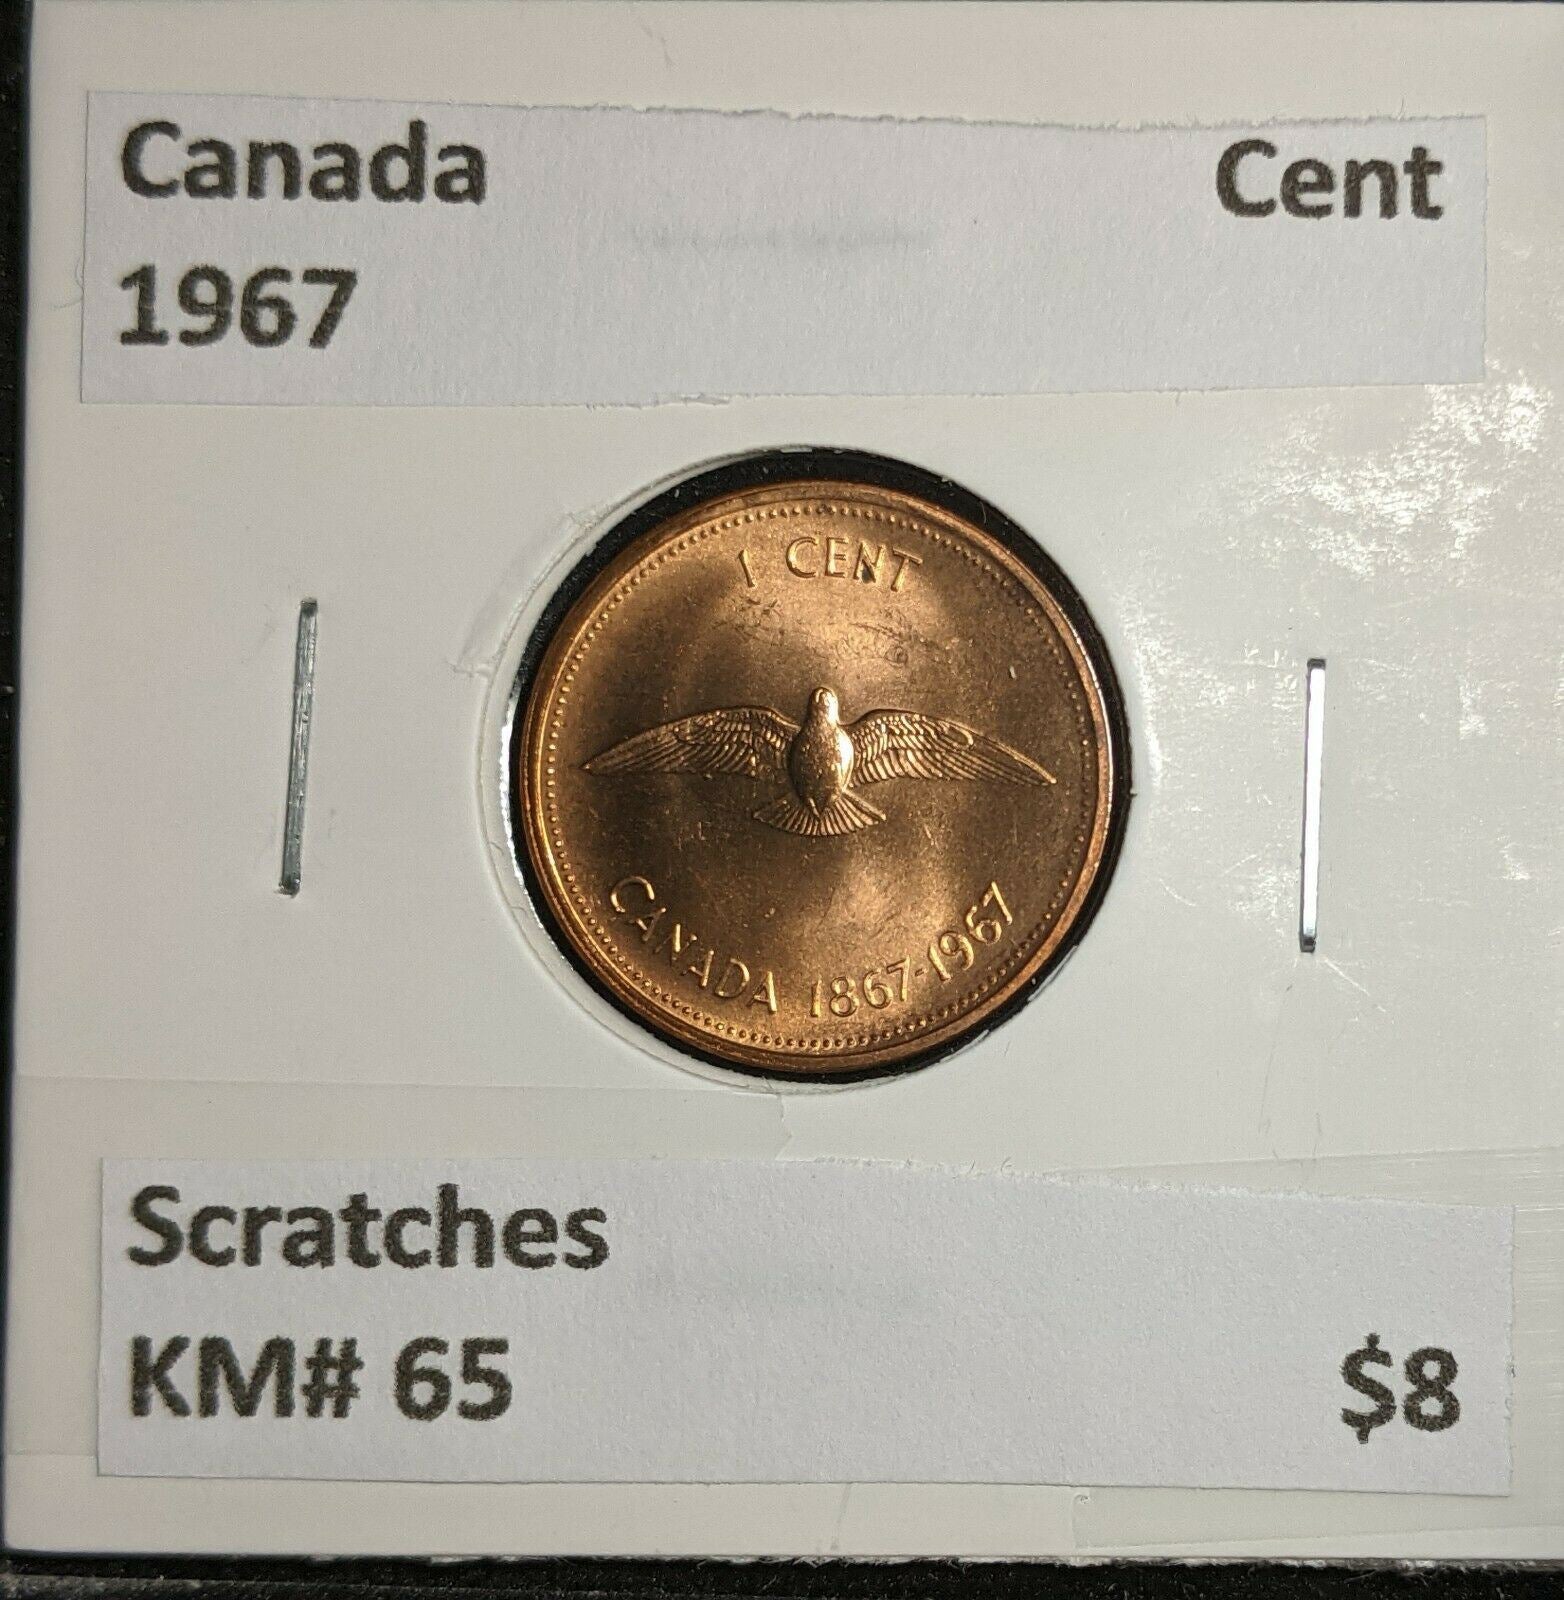 Canada Cent
1967
1 CENT
CANADA 1867-1967
Scratches
KM# 65 $8